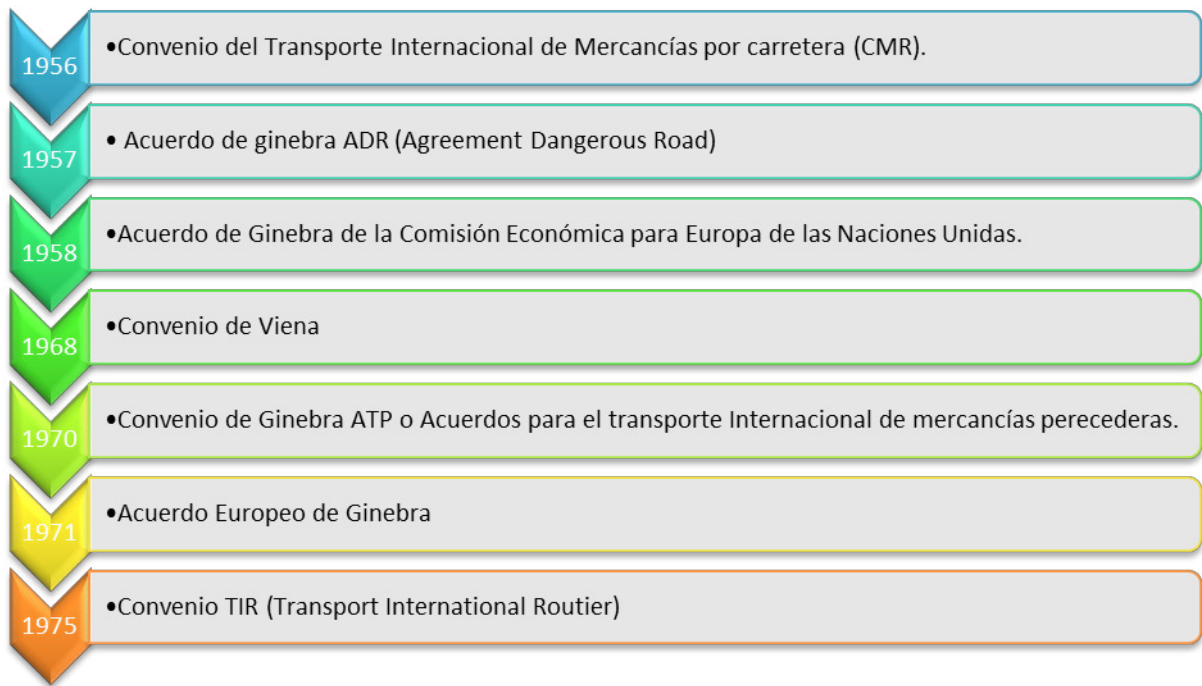 1956
•Convenio del Transporte Internacional de Mercancías por carretera (CMR).
1957
• Acuerdo de ginebra ADR (Agreement Dangerous Road)
1958
•Acuerdo de Ginebra de la Comisión Económica para Europa de las Naciones Unidas.
1968
•Convenio de Viena
1970
•Convenio de Ginebra ATP o Acuerdos para el transporte Internacional de mercancías perecederas.
1971
•Acuerdo Europeo de Ginebra
1975
•Convenio TIR (Transport International Routier)